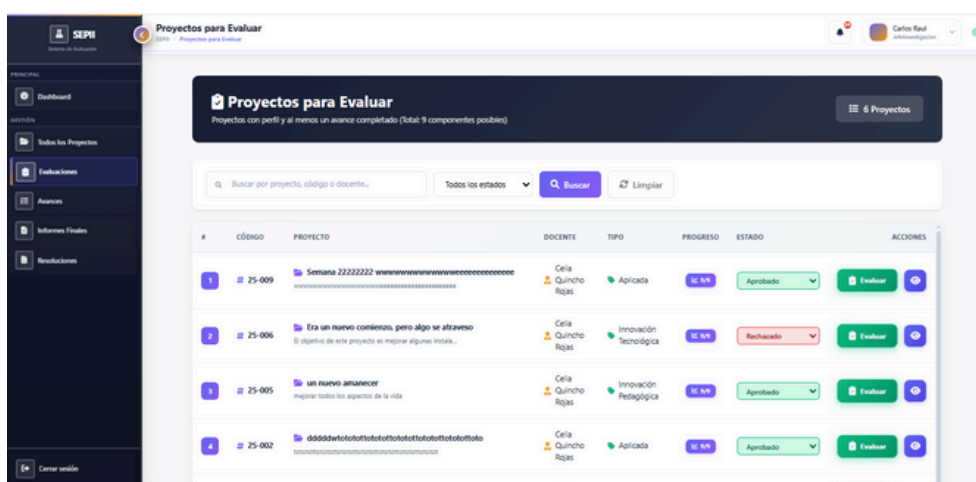 SEPII
Sistema de Evaluación
PRINCIPAL
Dashboard
GESTIÓN
Todos los Proyectos
Evaluaciones
Avances
Informes Finales
Resoluciones
Cerrar sesión
Proyectos para Evaluar
SEPII / Proyectos para Evaluar
Carlos Raul
Proyectos para Evaluar
Proyectos con perfil y al menos un avance completado (Total: 9 componentes posibles)
6 Proyectos
Buscar por proyecto, código o docente...
Todos los estados
Buscar
Limpiar
# CÓDIGO PROYECTO DOCENTE TIPO PROGRESO ESTADO ACCIONES
1 # 25-009 Semana 22222222
Celia Quincho Rojas
Aplicada 9/9 Aprobado Evaluar
2 # 25-006 Era un nuevo comienzo, pero algo se atraveso
El objetivo de este proyecto es mejorar algunas instala...
Celia Quincho Rojas
Innovación Tecnológica
9/9 Rechazado Evaluar
3 # 25-005 un nuevo amanecer
mejorar todos los aspectos de la vida
Celia Quincho Rojas
Innovación Pedagógica
9/9 Aprobado Evaluar
4 # 25-002
Celia Quincho Rojas
Aplicada 9/9 Aprobado Evaluar